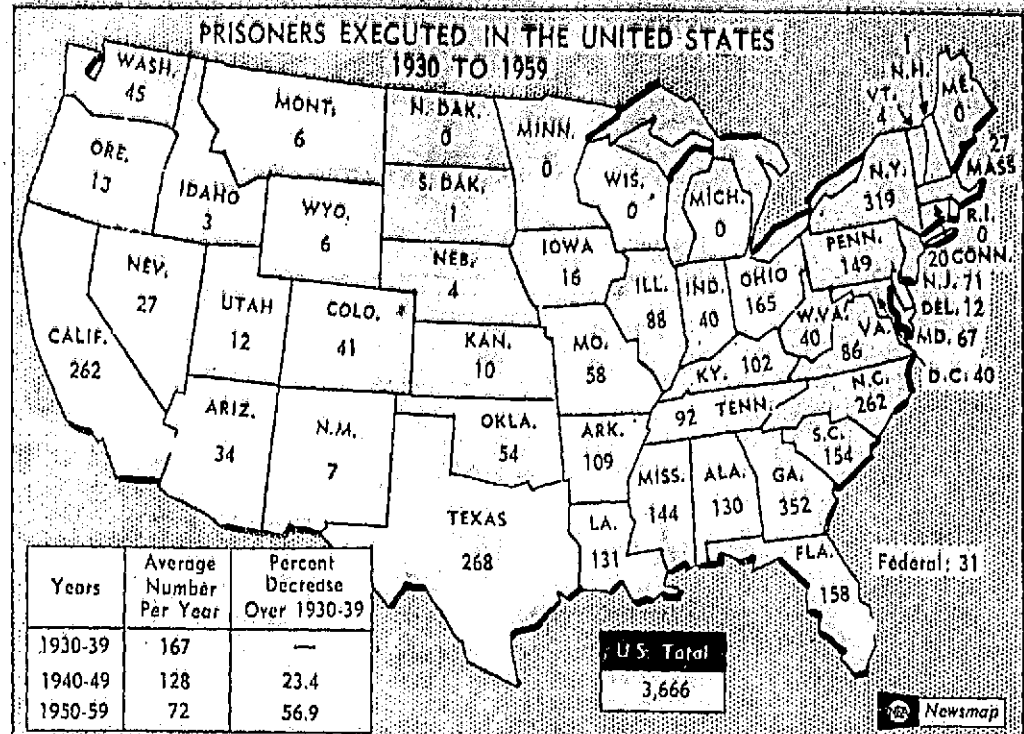 PRISONERS EXECUTED IN THE UNITED STATES
1930 TO 1959
WASH.
45
ORE.
13
CALIF.
262
IDAHO
3
NEV.
27
MONT.
6
WYO.
6
UTAH
12
COLO.
41
ARIZ.
34
N.M.
7
N. DAK.
0
S. DAK.
1
NEB.
4
KAN.
10
OKLA.
54
TEXAS
268
MINN.
0
IOWA
16
MO.
58
ARK.
109
LA.
131
WIS.
0
ILL.
88
MICH.
0
IND.
40
OHIO
165
KY. 102
92 TENN.
MISS.
144
ALA.
130
GA.
352
FLA.
158
S.C.
154
N.C.
262
VA.
86
W.VA.
40
PENN.
149
N.Y.
319
1
N.H.
VT.
4
ME.
0
27
MASS
R.I.
0
20 CONN.
N.J. 71
DEL. 12
MD. 67
D.C. 40
Federal: 31
Years
Average
Number
Per Year
Percent
Decrease
Over 1930-39
1930-39 167 —
1940-49 128 23.4
1950-59 72 56.9
U.S. Total
3,666
NEA Newsmap